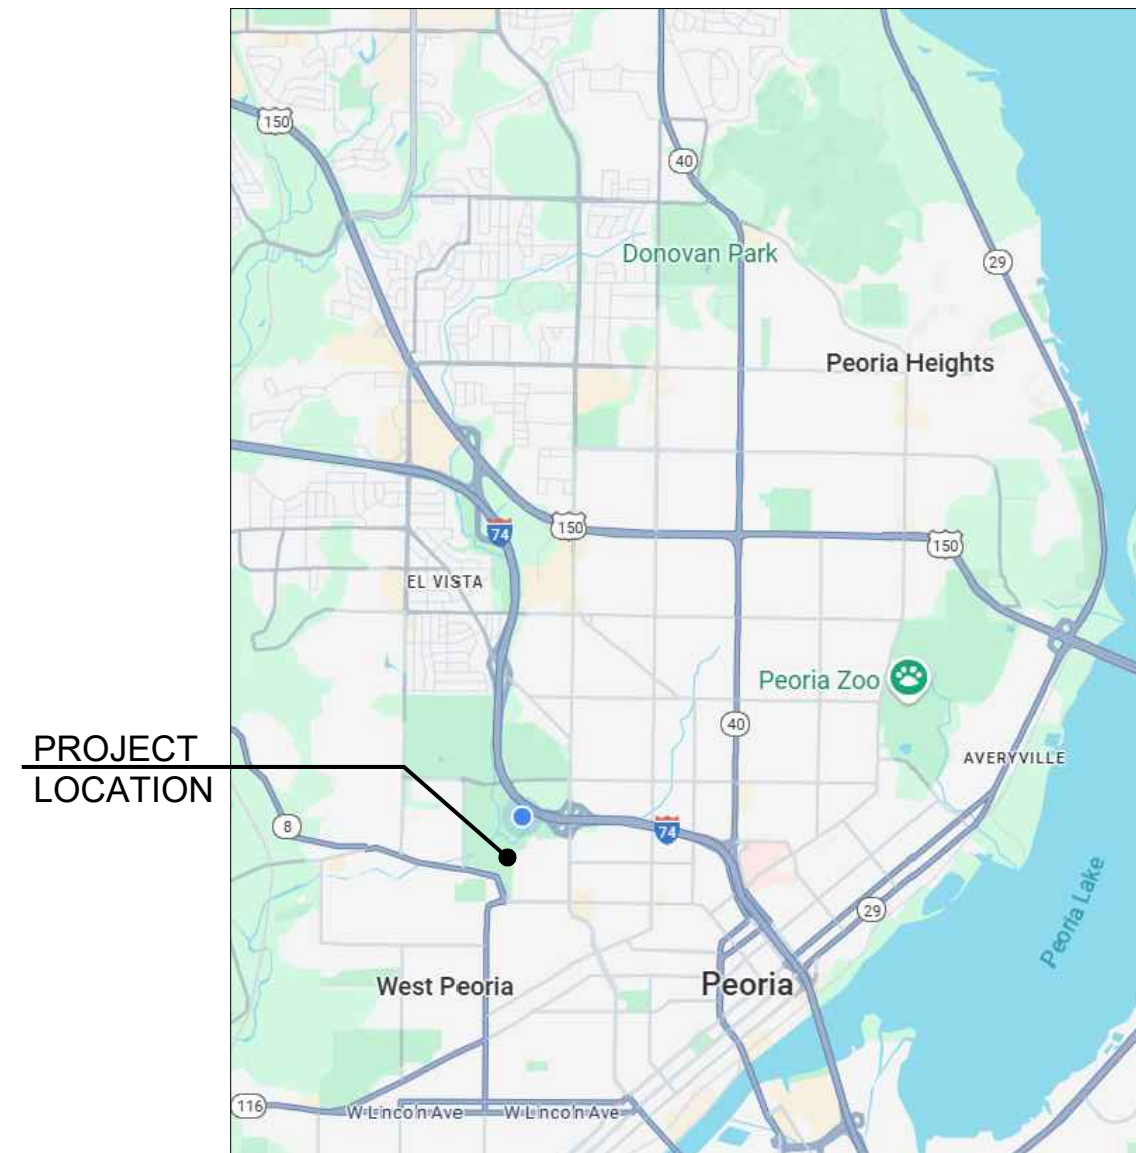 150
40
Donovan Park
29
Peoria Heights
74
150
150
EL VISTA
Peoria Zoo
40
PROJECT
LOCATION
AVERYVILLE
8
74
29
Peoria Lake
West Peoria
Peoria
116
W Lincoln Ave
W Lincoln Ave